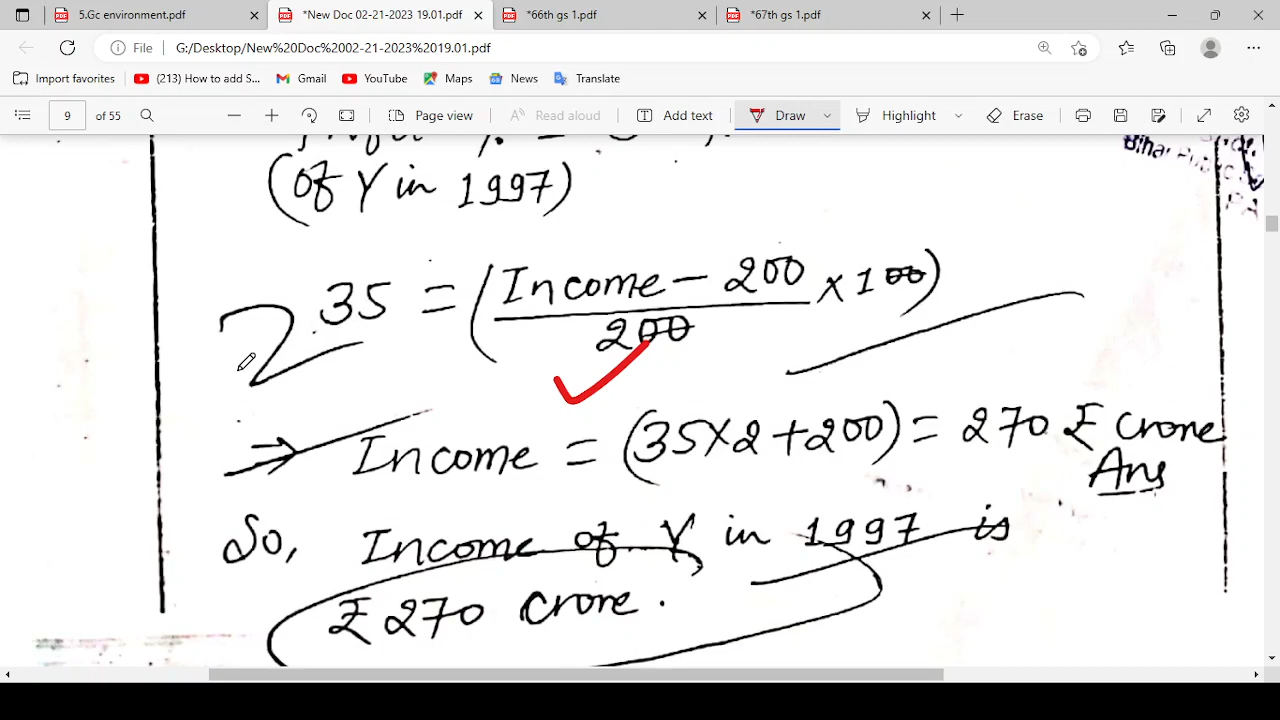 5.Gc environment.pdf
*New Doc 02-21-2023 19.01.pdf
*66th gs 1.pdf
*67th gs 1.pdf
File G:/Desktop/New%20Doc%2002-21-2023%2019.01.pdf
Import favorites (213) How to add S... Gmail YouTube Maps News Translate
9 of 55 Page view Read aloud Add text Draw Highlight Erase
(of Y in 1997)
35 = (Income - 200 / 200 × 100)
⇒ Income = (35×2+200) = 270 ₹ Crore
Ans
So, Income of Y in 1997 is
₹ 270 Crore.